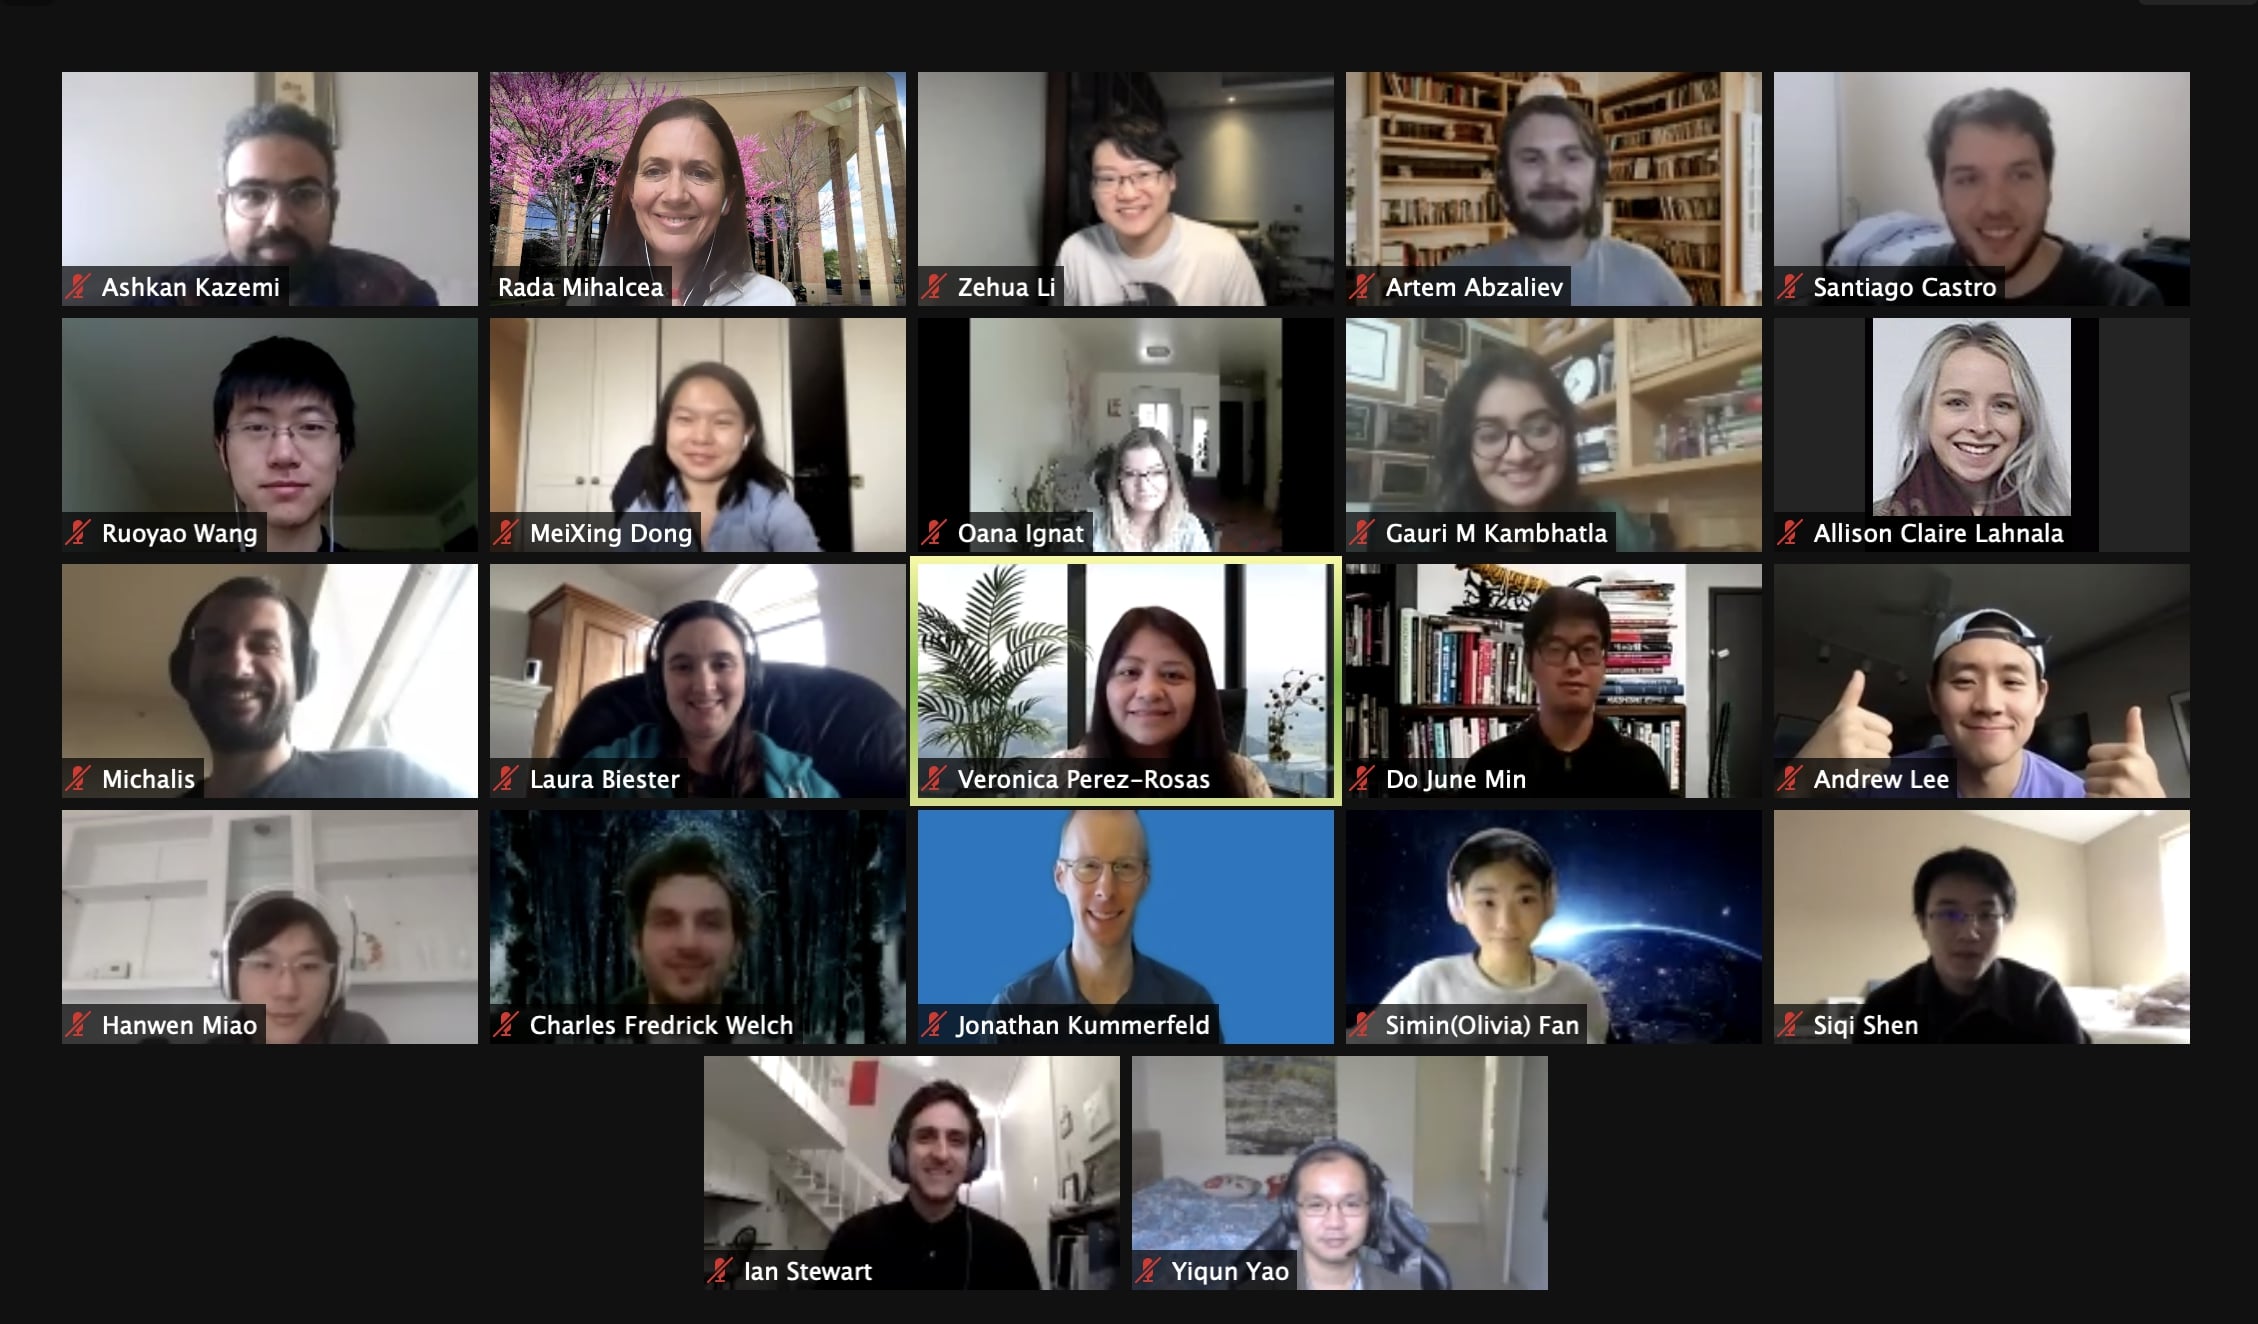 Ashkan Kazemi
Rada Mihalcea
Zehua Li
Artem Abzaliev
Santiago Castro
Ruoyao Wang
MeiXing Dong
Oana Ignat
Gauri M Kambhatla
Allison Claire Lahnala
Michalis
Laura Biester
Veronica Perez-Rosas
Do June Min
Andrew Lee
Hanwen Miao
Charles Fredrick Welch
Jonathan Kummerfeld
Simin(Olivia) Fan
Siqi Shen
Ian Stewart
Yiqun Yao